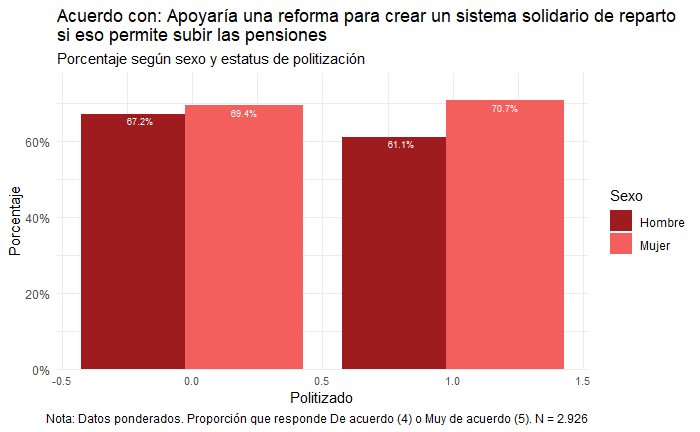 Acuerdo con: Apoyaría una reforma para crear un sistema solidario de reparto
si eso permite subir las pensiones
Porcentaje según sexo y estatus de politización
67.2%
69.4%
61.1%
70.7%
60%
40%
20%
0%
Porcentaje
-0.5
0.0
0.5
1.0
1.5
Politizado
Sexo
Hombre
Mujer
Nota: Datos ponderados. Proporción que responde De acuerdo (4) o Muy de acuerdo (5). N = 2.926